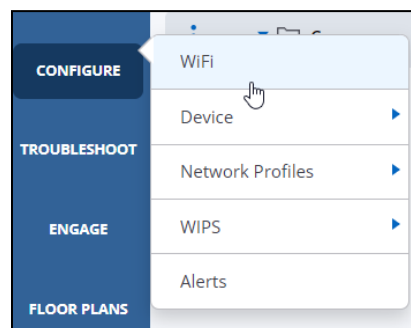 CONFIGURE
WiFi
Device
TROUBLESHOOT
Network Profiles
ENGAGE
WIPS
Alerts
FLOOR PLANS